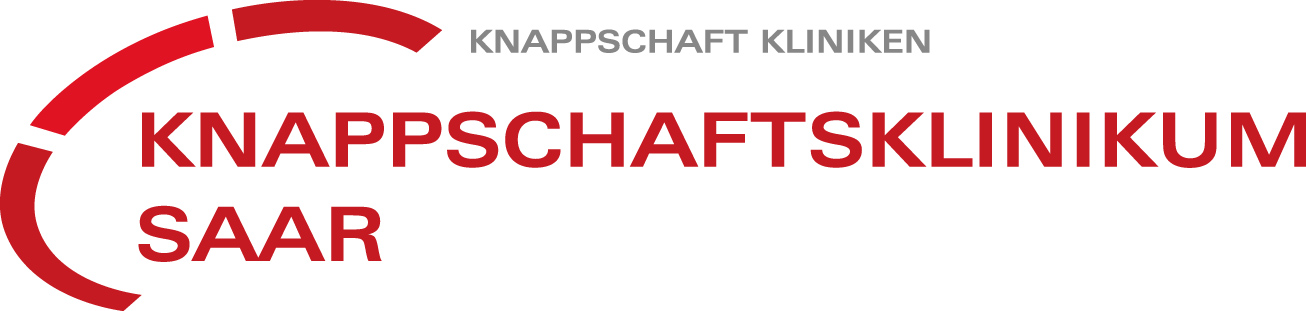 KNAPPSCHAFT KLINIKEN
KNAPPSCHAFTSKLINIKUM
SAAR